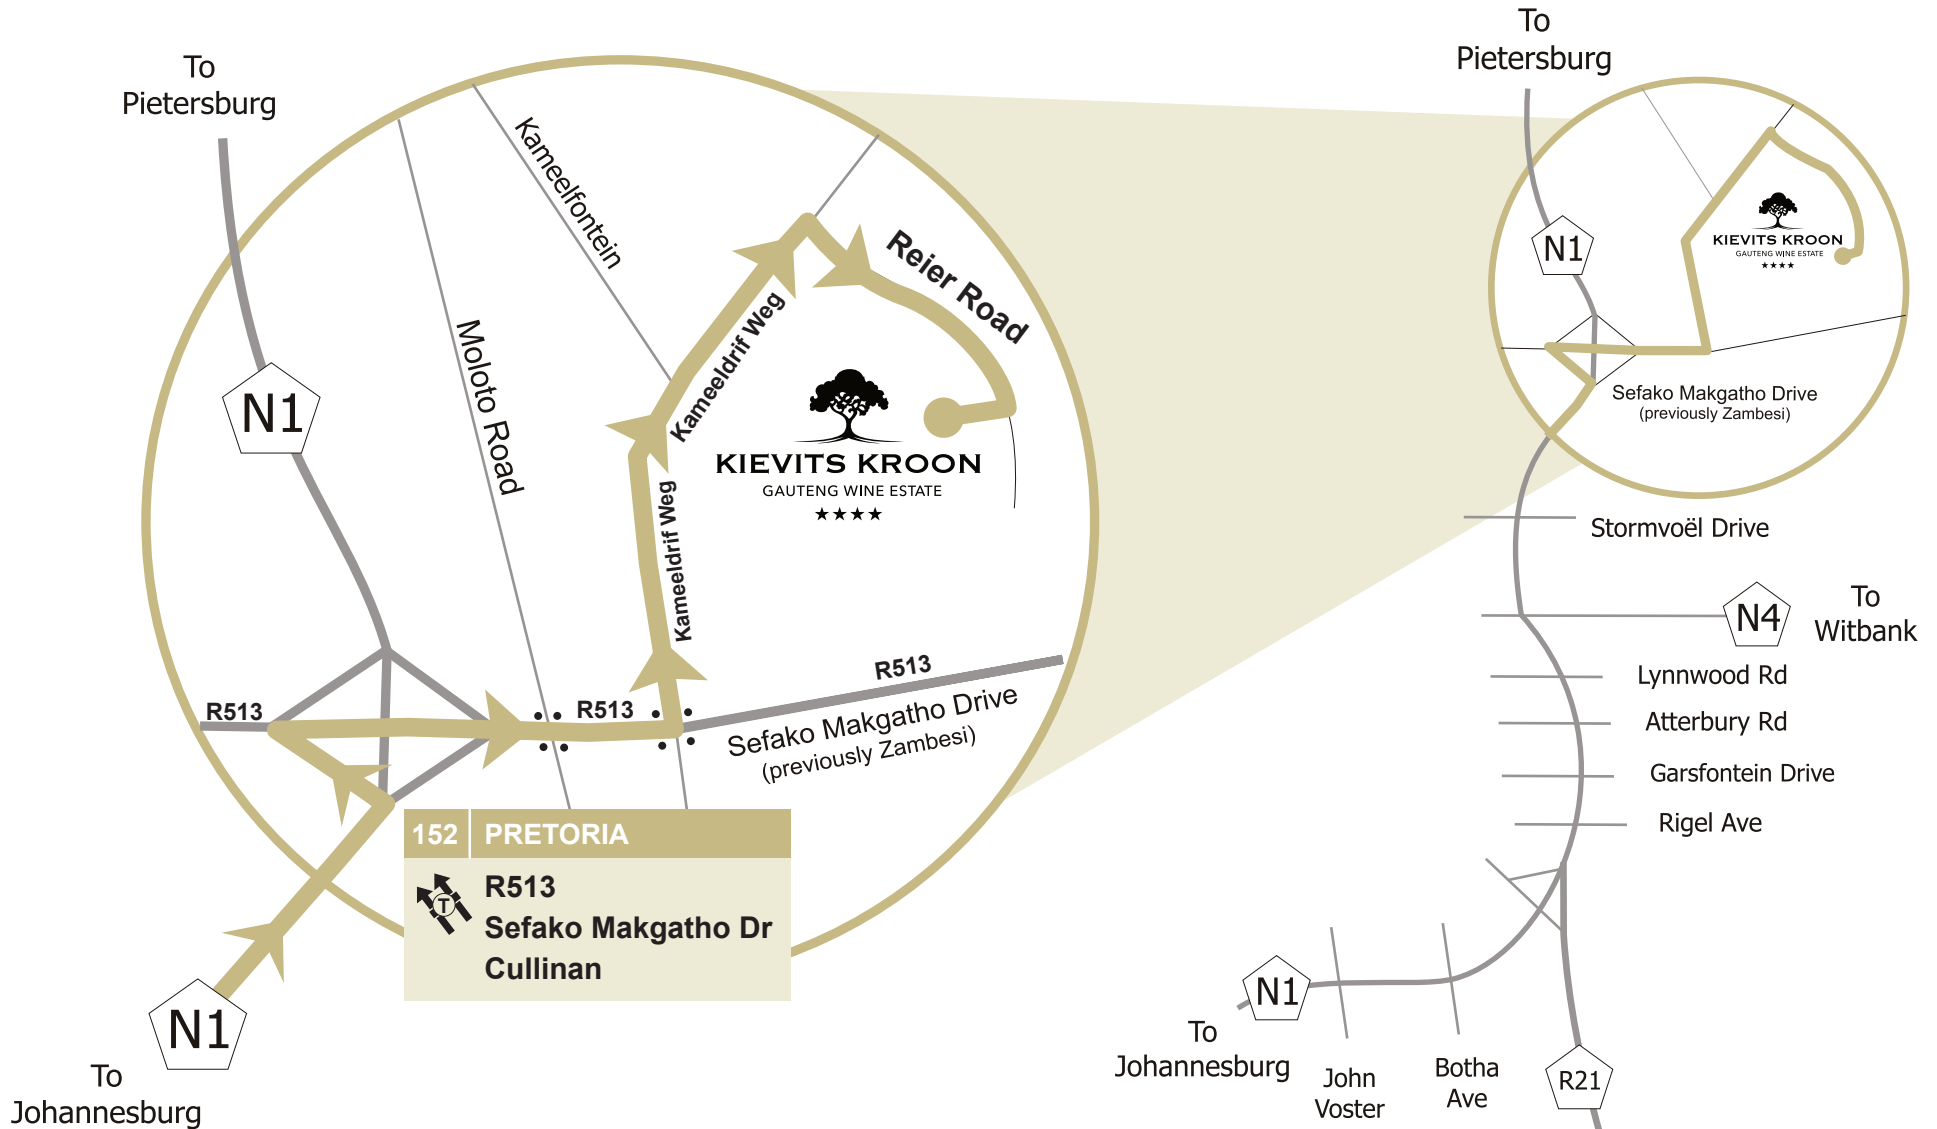 To
Pietersburg
Kameelfontein
Moloto Road
N1
Kameeldrif Weg
Kameeldrif Weg
Reier Road
KIEVITS KROON
GAUTENG WINE ESTATE
R513
R513
R513
Sefako Makgatho Drive
(previously Zambesi)
152 PRETORIA
T
R513
Sefako Makgatho Dr
Cullinan
N1
To
Johannesburg
To
Pietersburg
N1
KIEVITS KROON
GAUTENG WINE ESTATE
Sefako Makgatho Drive
(previously Zambesi)
Stormvoël Drive
N4
To
Witbank
Lynnwood Rd
Atterbury Rd
Garsfontein Drive
Rigel Ave
N1
To
Johannesburg
John
Voster
Botha
Ave
R21